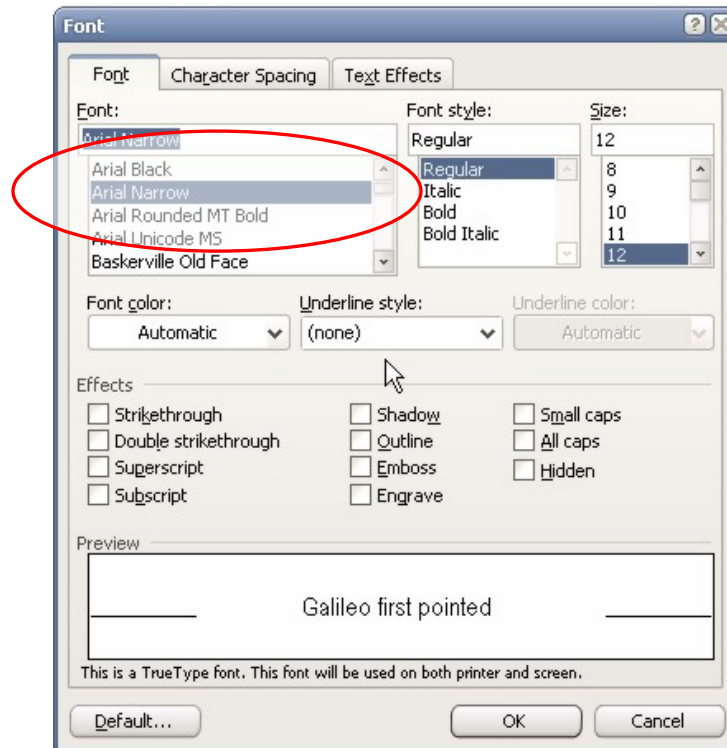 Font
Font Character Spacing Text Effects
Font: Font style: Size:
Arial Narrow Regular 12
Arial Black Regular 8
Arial Narrow Italic 9
Arial Rounded MT Bold Bold 10
Arial Unicode MS Bold Italic 11
Baskerville Old Face 12
Font color: Underline style: Underline color:
Automatic (none) Automatic
Effects
Strikethrough Shadow Small caps
Double strikethrough Outline All caps
Superscript Emboss Hidden
Subscript Engrave
Preview
Galileo first pointed
This is a TrueType font. This font will be used on both printer and screen.
Default... OK Cancel